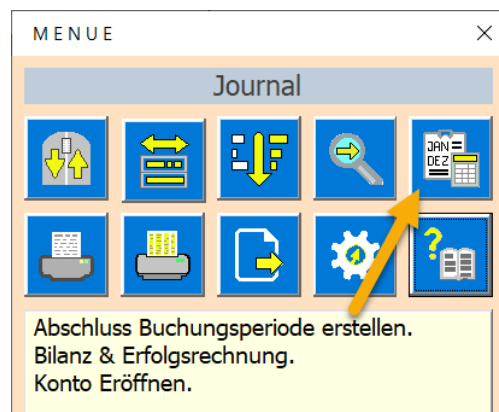 MENUE
Journal
JAN
DEZ
?
Abschluss Buchungsperiode erstellen.
Bilanz & Erfolgsrechnung.
Konto Eröffnen.